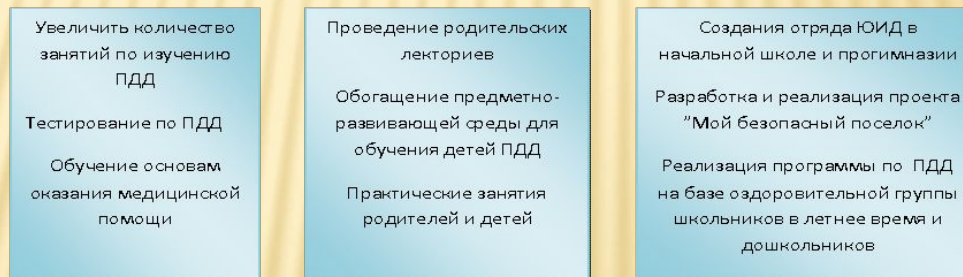 Увеличить количество
занятий по изучению
ПДД
Тестирование по ПДД
Обучение основам
оказания медицинской
помощи
Проведение родительских
лекториев
Обогащение предметно-
развивающей среды для
обучения детей ПДД
Практические занятия
родителей и детей
Создания отряда ЮИД в
начальной школе и прогимназии
Разработка и реализация проекта
"Мой безопасный поселок"
Реализация программы по ПДД
на базе оздоровительной группы
школьников в летнее время и
дошкольников